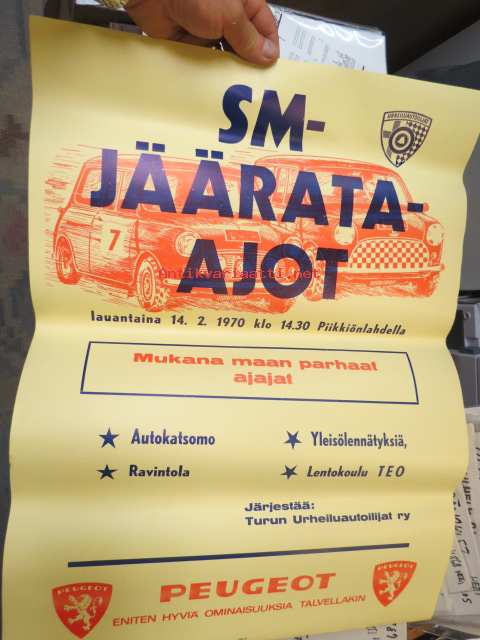 SM-
JÄÄRATA-
AJOT
7
Antikvariaatti.net
lauantaina 14. 2. 1970 klo 14.30 Piikkiönlahdella
Mukana maan parhaat
ajajat
★ Autokatsomo
★ Yleisölennätyksiä,
★ Ravintola
★ Lentokoulu TEO
Järjestää:
Turun Urheiluautoilijat ry
PEUGEOT
PEUGEOT
PEUGEOT
ENITEN HYVIÄ OMINAISUUKSIA TALVELLAKIN